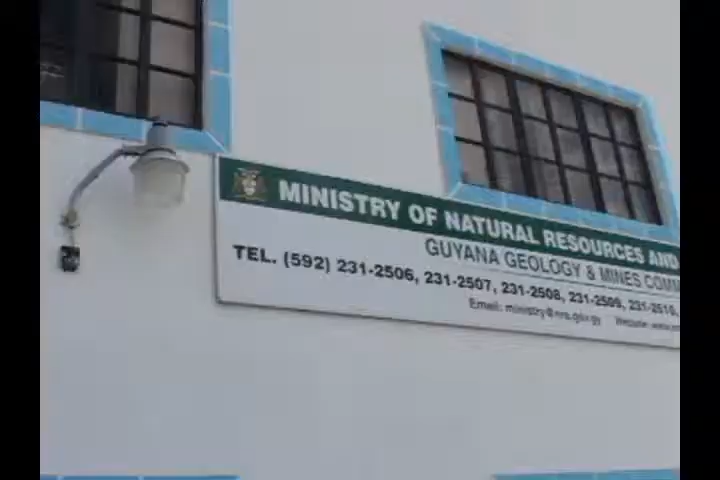 MINISTRY OF NATURAL RESOURCES AND
GUYANA GEOLOGY & MINES COMM
TEL. (592) 231-2506, 231-2507, 231-2508, 231-2509, 231-2510,
Email: ministry@nre.gov.gy Website: